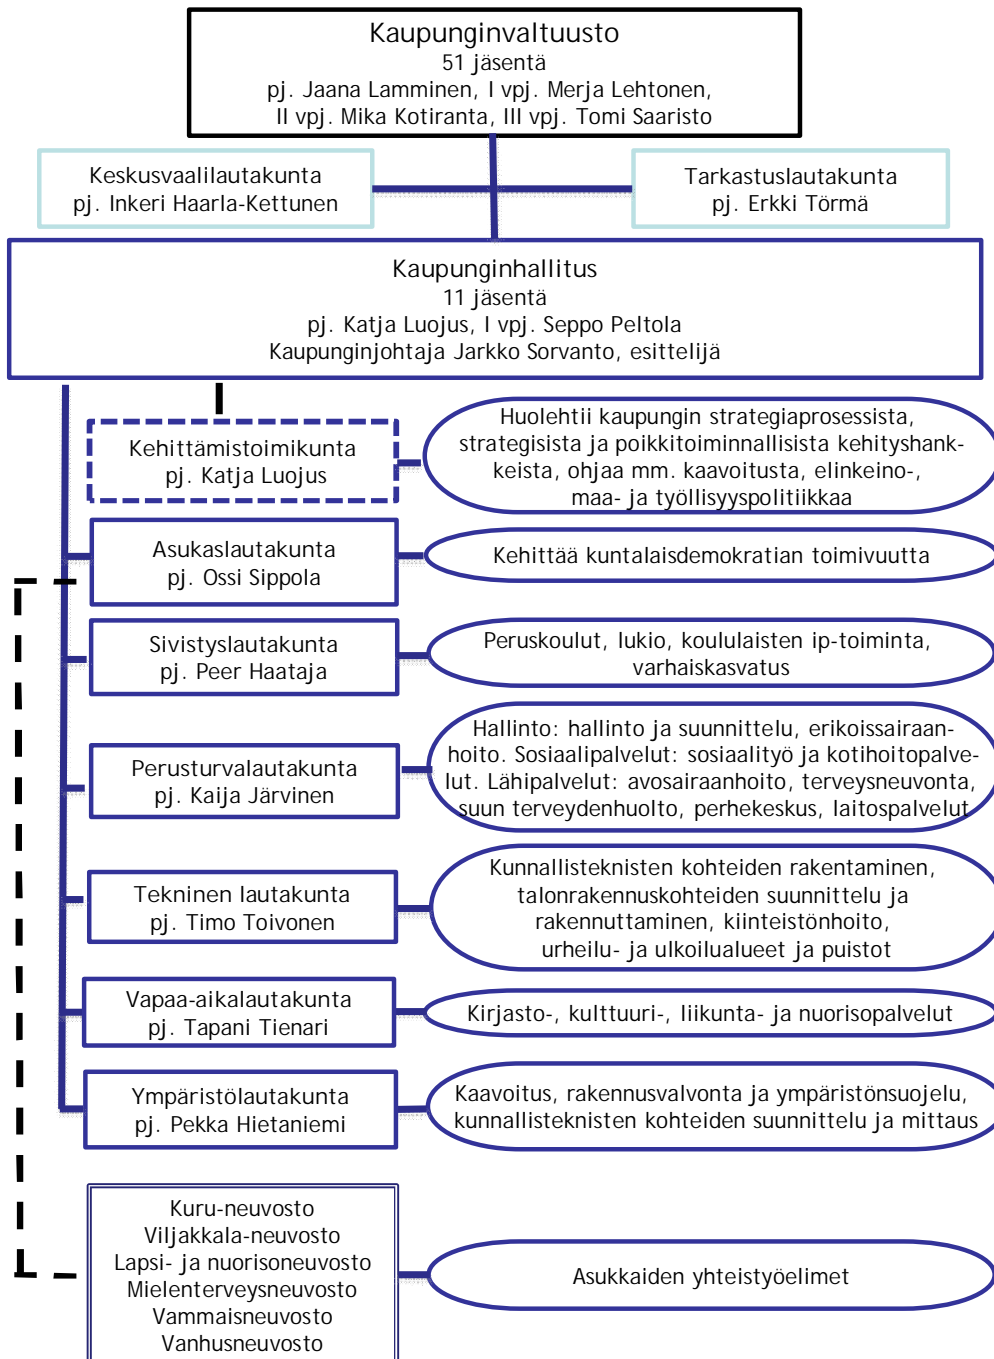 Kaupunginvaltuusto
51 jäsentä
pj. Jaana Lamminen, I vpj. Merja Lehtonen,
II vpj. Mika Kotiranta, III vpj. Tomi Saaristo
Keskusvaalilautakunta
pj. Inkeri Haarla-Kettunen
Tarkastuslautakunta
pj. Erkki Törmä
Kaupunginhallitus
11 jäsentä
pj. Katja Luojus, I vpj. Seppo Peltola
Kaupunginjohtaja Jarkko Sorvanto, esittelijä
Kehittämistoimikunta
pj. Katja Luojus
Huolehtii kaupungin strategiaprosessista,
strategisista ja poikkitoiminnallisista kehityshank-
keista, ohjaa mm. kaavoitusta, elinkeino-,
maa- ja työllisyyspolitiikkaa
Asukaslautakunta
pj. Ossi Sippola
Kehittää kuntalaisdemokratian toimivuutta
Sivistyslautakunta
pj. Peer Haataja
Peruskoulut, lukio, koululaisten ip-toiminta,
varhaiskasvatus
Perusturvalautakunta
pj. Kaija Järvinen
Hallinto: hallinto ja suunnittelu, erikoissairaan-
hoito. Sosiaalipalvelut: sosiaalityö ja kotihoitopalve-
lut. Lähipalvelut: avosairaanhoito, terveysneuvonta,
suun terveydenhuolto, perhekeskus, laitospalvelut
Tekninen lautakunta
pj. Timo Toivonen
Kunnallisteknisten kohteiden rakentaminen,
talonrakennuskohteiden suunnittelu ja
rakennuttaminen, kiinteistönhoito,
urheilu- ja ulkoilualueet ja puistot
Vapaa-aikalautakunta
pj. Tapani Tienari
Kirjasto-, kulttuuri-, liikunta- ja nuorisopalvelut
Ympäristölautakunta
pj. Pekka Hietaniemi
Kaavoitus, rakennusvalvonta ja ympäristönsuojelu,
kunnallisteknisten kohteiden suunnittelu ja mittaus
Kuru-neuvosto
Viljakkala-neuvosto
Lapsi- ja nuorisoneuvosto
Mielenterveysneuvosto
Vammaisneuvosto
Vanhusneuvosto
Asukkaiden yhteistyöelimet